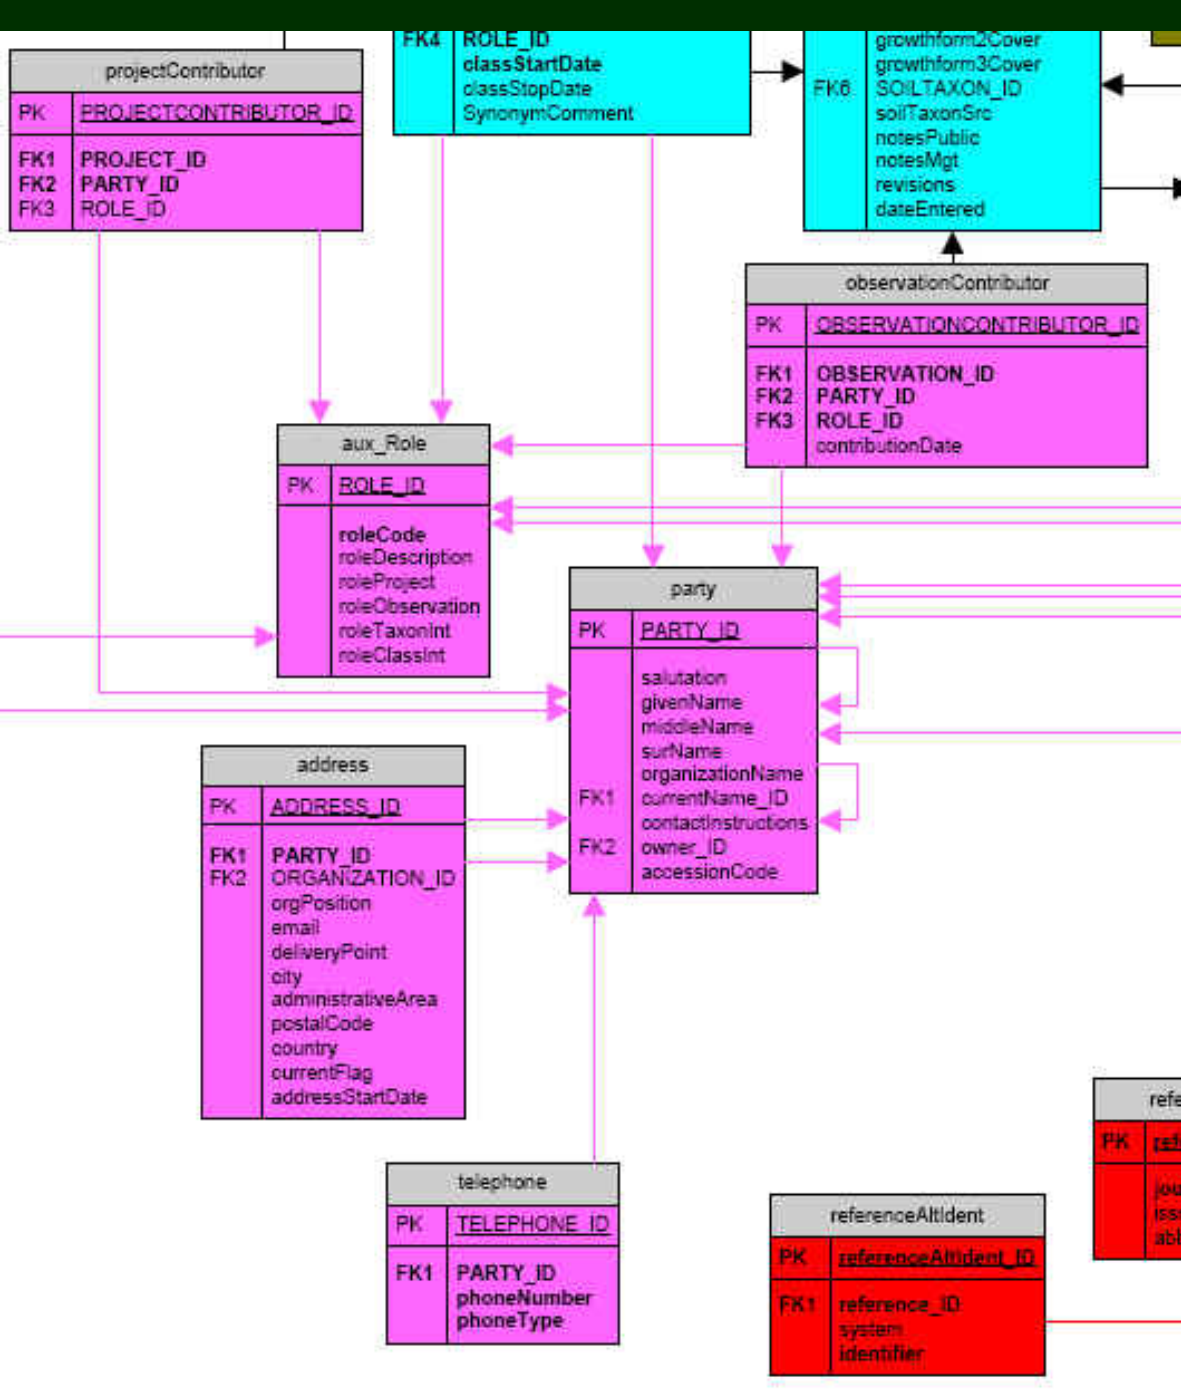 projectContributor
PK PROJECTCONTRIBUTOR_ID
FK1 PROJECT_ID
FK2 PARTY_ID
FK3 ROLE_ID
FK4 ROLE_ID
classStartDate
classStopDate
SynonymComment
growthform2Cover
growthform3Cover
FK6 SOILTAXON_ID
soilTaxonSrc
notesPublic
notesMgt
revisions
dateEntered
observationContributor
PK OBSERVATIONCONTRIBUTOR_ID
FK1 OBSERVATION_ID
FK2 PARTY_ID
FK3 ROLE_ID
contributionDate
aux_Role
PK ROLE_ID
roleCode
roleDescription
roleProject
roleObservation
roleTaxonInt
roleClassInt
party
PK PARTY_ID
salutation
givenName
middleName
surName
organizationName
FK1 currentName_ID
contactInstructions
FK2 owner_ID
accessionCode
address
PK ADDRESS_ID
FK1 PARTY_ID
FK2 ORGANIZATION_ID
orgPosition
email
deliveryPoint
city
administrativeArea
postalCode
country
currentFlag
addressStartDate
telephone
PK TELEPHONE_ID
FK1 PARTY_ID
phoneNumber
phoneType
referenceAltIdent
PK referenceAltIdent_ID
FK1 reference_ID
system
identifier
PK